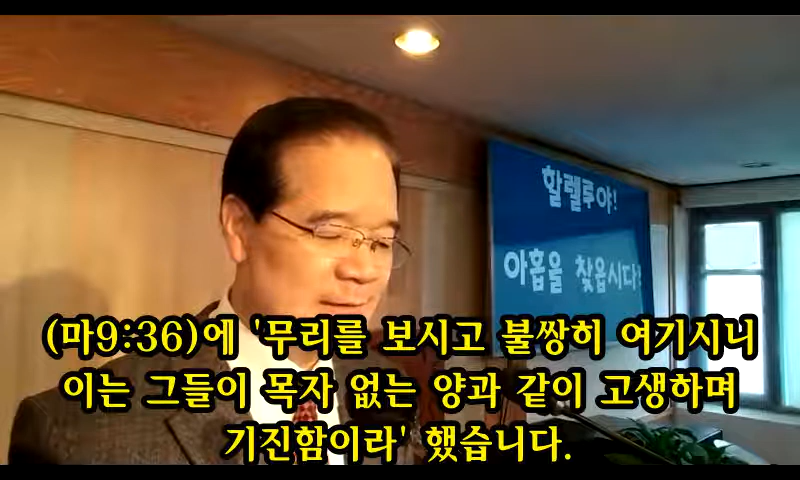 할렐루야!
아홉을 찾읍시다!
(마9:36)에 '무리를 보시고 불쌍히 여기시니
이는 그들이 목자 없는 양과 같이 고생하며
기진함이라' 했습니다.